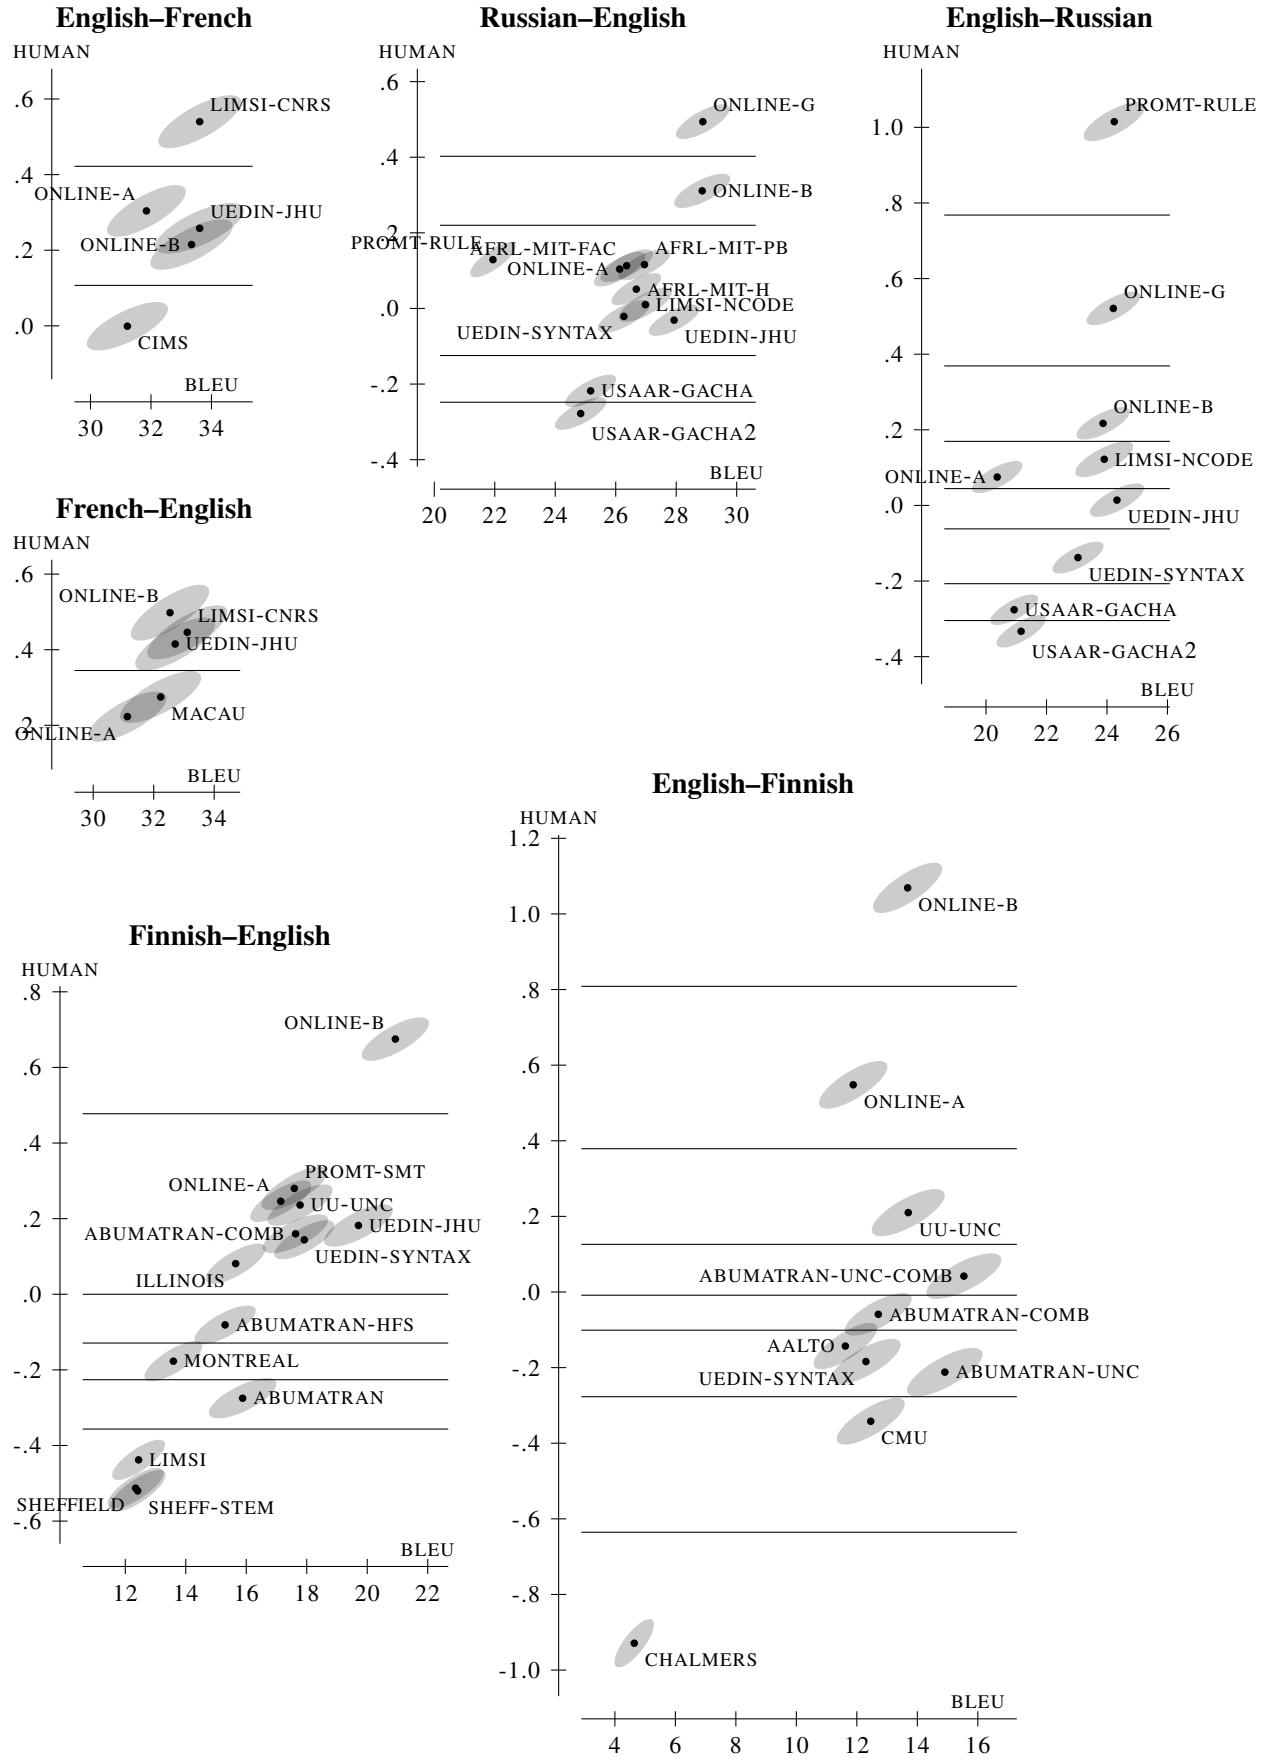 English–French
HUMAN
.6
.4
.2
.0
LIMSI-CNRS
ONLINE-A
UEDIN-JHU
ONLINE-B
CIMS
BLEU
30 32 34
Russian–English
HUMAN
.6
.4
.2
.0
-.2
-.4
ONLINE-G
ONLINE-B
PROMT-RULE
AFRL-MIT-FAC
AFRL-MIT-PB
ONLINE-A
AFRL-MIT-H
LIMSI-NCODE
UEDIN-SYNTAX
UEDIN-JHU
USAAR-GACHA
USAAR-GACHA2
BLEU
20 22 24 26 28 30
English–Russian
HUMAN
1.0
.8
.6
.4
.2
.0
-.2
-.4
PROMT-RULE
ONLINE-G
ONLINE-B
LIMSI-NCODE
ONLINE-A
UEDIN-JHU
UEDIN-SYNTAX
USAAR-GACHA
USAAR-GACHA2
BLEU
20 22 24 26
French–English
HUMAN
.6
.4
.2
ONLINE-B
LIMSI-CNRS
UEDIN-JHU
MACAU
ONLINE-A
BLEU
30 32 34
English–Finnish
HUMAN
1.2
1.0
.8
.6
.4
.2
.0
-.2
-.4
-.6
-.8
-1.0
ONLINE-B
ONLINE-A
UU-UNC
ABUMATRAN-UNC-COMB
ABUMATRAN-COMB
AALTO
UEDIN-SYNTAX
ABUMATRAN-UNC
CMU
CHALMERS
BLEU
4 6 8 10 12 14 16
Finnish–English
HUMAN
.8
.6
.4
.2
.0
-.2
-.4
-.6
ONLINE-B
PROMT-SMT
ONLINE-A
UU-UNC
UEDIN-JHU
ABUMATRAN-COMB
UEDIN-SYNTAX
ILLINOIS
ABUMATRAN-HFS
MONTREAL
ABUMATRAN
LIMSI
SHEFFIELD
SHEFF-STEM
BLEU
12 14 16 18 20 22